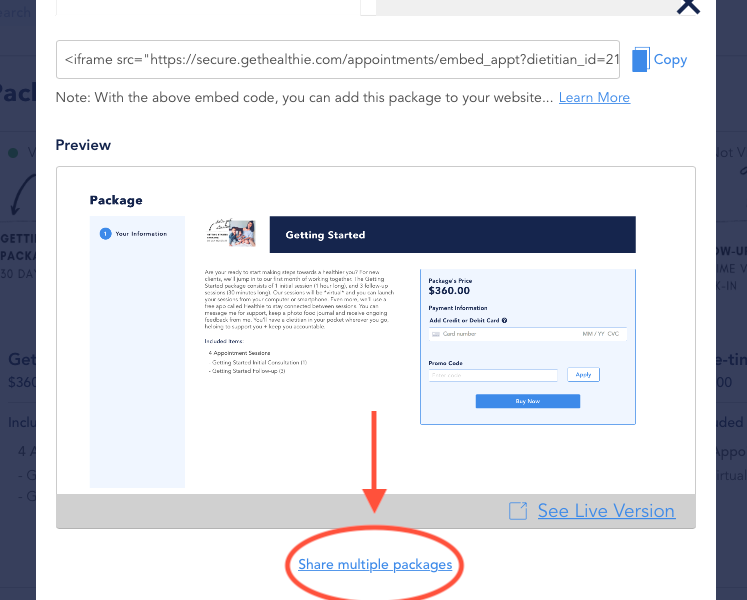 <iframe src="https://secure.gethealthie.com/appointments/embed_appt?dietitian_id=21
Copy
Note: With the above embed code, you can add this package to your website... Learn More
Preview
Package
1 Your Information
Getting Started
Are your ready to start making steps towards a healthier you? For new
clients, we'll jump in to our first month of working together. The Getting
Started package consists of 1 initial session (1 hour long), and 3 follow-up
sessions (30 minutes long). Our sessions will be "virtual" and you can launch
your sessions from your computer or smartphone. Even more, we'll use a
free app called Healthie to stay connected between sessions. You can
message me for support, keep a photo food journal and receive ongoing
feedback from me. You'll have a dietitian in your pocket wherever you go,
helping to support you + keep you accountable.
Included Items:
4 Appointment Sessions
- Getting Started Initial Consultation (1)
- Getting Started Follow-up (3)
Package's Price
$360.00
Payment Information
Add Credit or Debit Card
Card number MM / YY CVC
Promo Code
Enter code
Apply
Buy Now
See Live Version
Share multiple packages
GETTI
PACKA
30 DA
Get
$360
Inclu
4 A
- G
- G